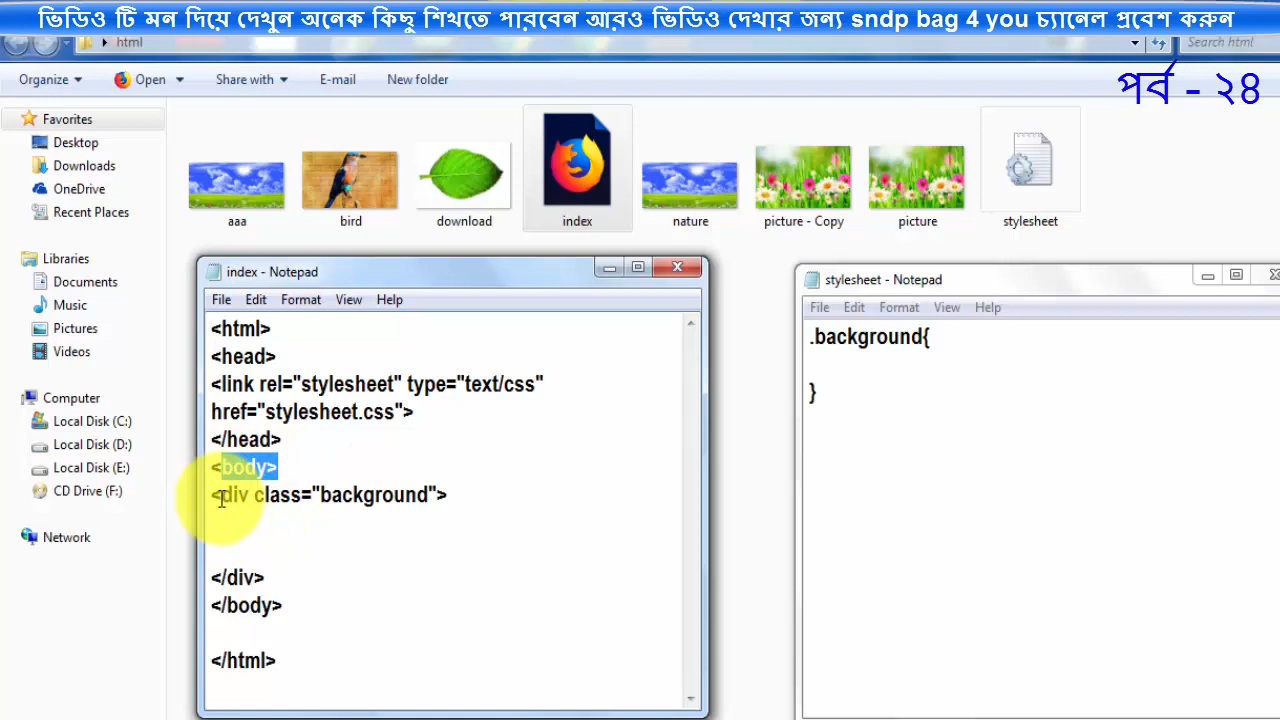 ভিডিও টি মন দিয়ে দেখুন অনেক কিছু শিখতে পারবেন আরও ভিডিও দেখার জন্য sndp bag 4 you চ্যানেল প্রবেশ করুন
html
Search html
Organize Open Share with E-mail New folder
পর্ব - ২৪
Favorites
Desktop
Downloads
OneDrive
Recent Places
Libraries
Documents
Music
Pictures
Videos
Computer
Local Disk (C:)
Local Disk (D:)
Local Disk (E:)
CD Drive (F:)
Network
aaa bird download index nature picture - Copy picture stylesheet
index - Notepad
File Edit Format View Help
<html>
<head>
<link rel="stylesheet" type="text/css"
href="stylesheet.css">
</head>
<body>
<div class="background">
</div>
</body>
</html>
stylesheet - Notepad
File Edit Format View Help
.background{
}